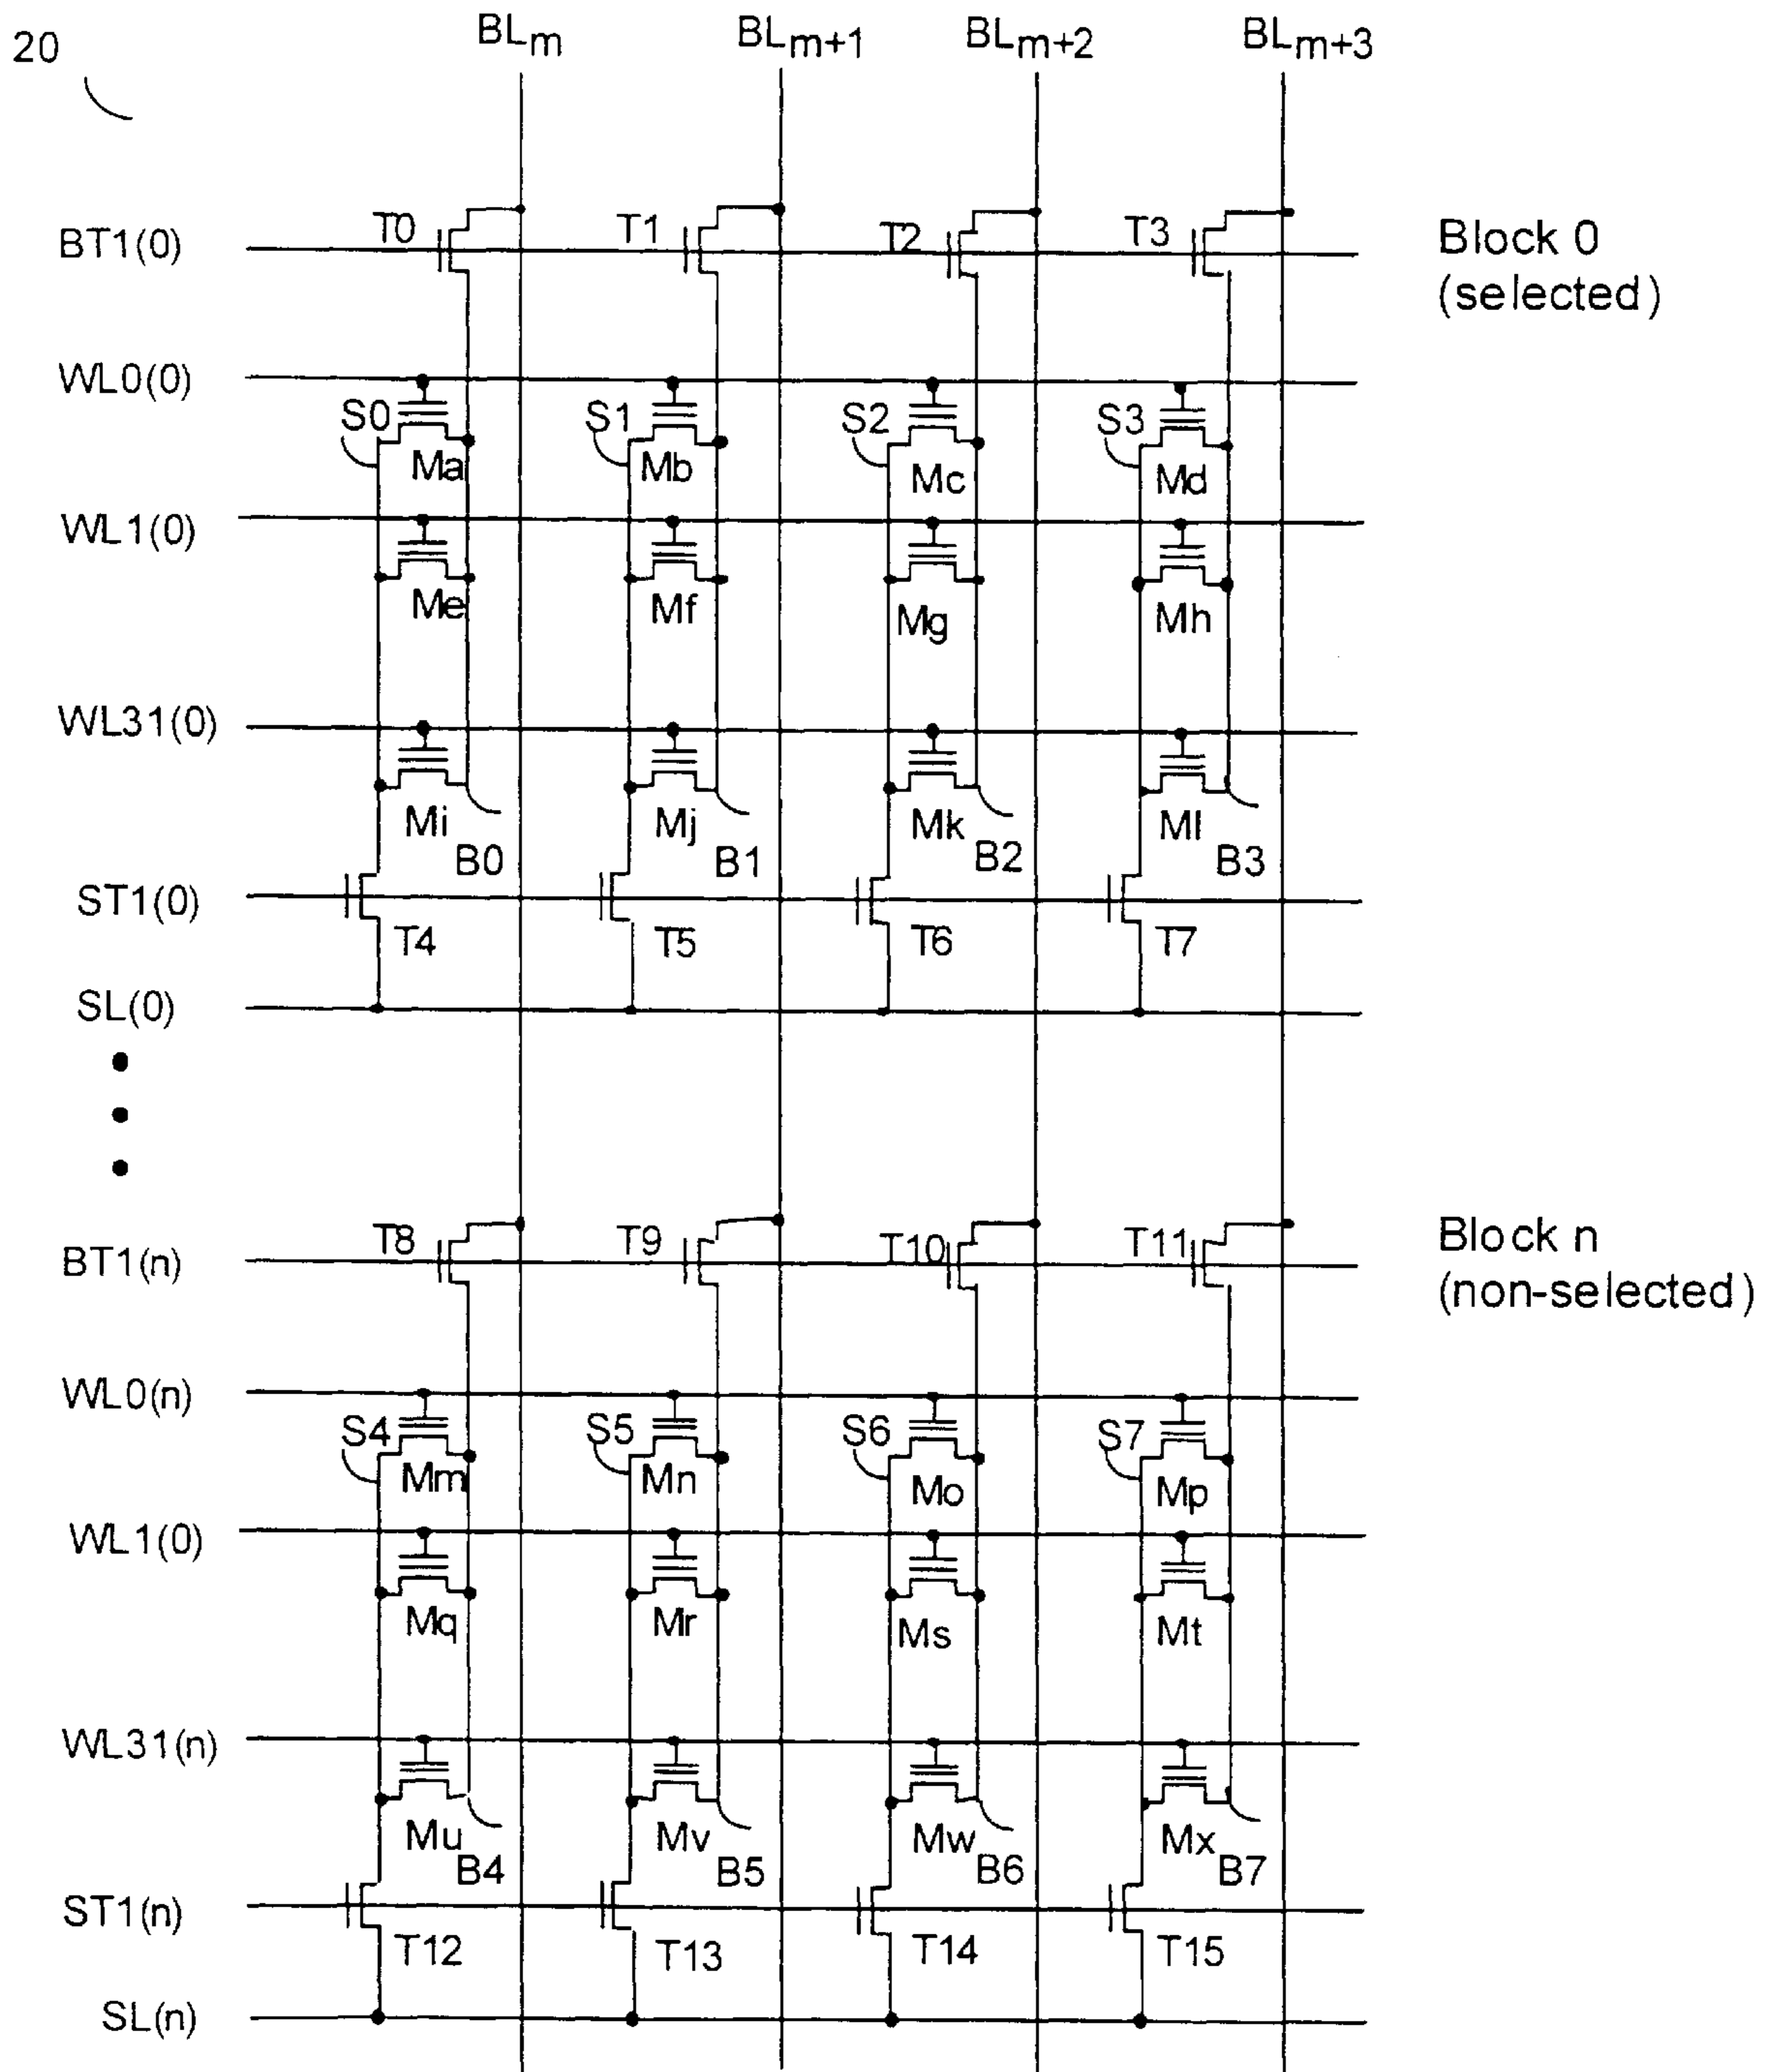 20
BLm BLm+1 BLm+2 BLm+3
BT1(0) T0 T1 T2 T3 Block 0
(selected)
WL0(0)
S0 S1 S2 S3
Ma Mb Mc Md
WL1(0)
Me Mf Mg Mh
WL31(0)
Mi Mj Mk Ml
B0 B1 B2 B3
ST1(0)
T4 T5 T6 T7
SL(0)
BT1(n) T8 T9 T10 T11 Block n
(non-selected)
WL0(n)
S4 S5 S6 S7
Mm Mn Mo Mp
WL1(0)
Mq Mr Ms Mt
WL31(n)
Mu Mv Mw Mx
B4 B5 B6 B7
ST1(n)
T12 T13 T14 T15
SL(n)